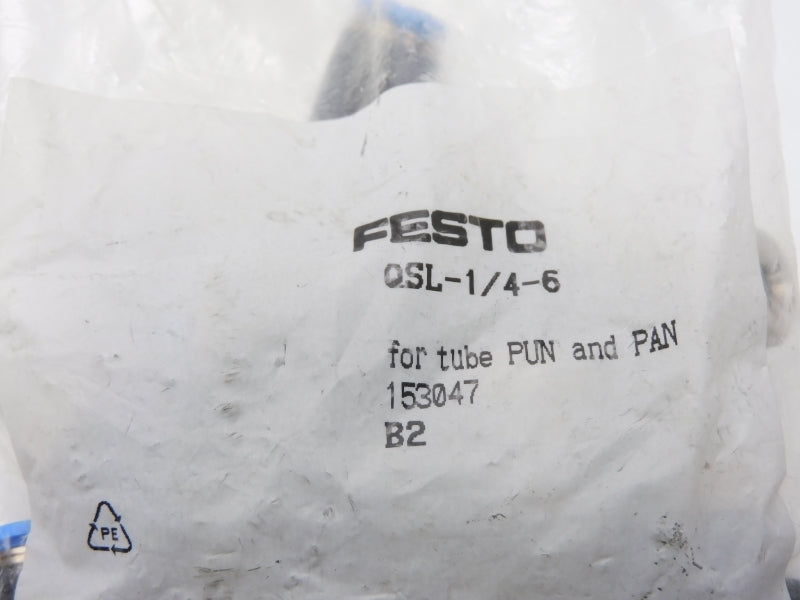 FESTO
QSL-1/4-6
for tube PUN and PAN
153047
B2
PE